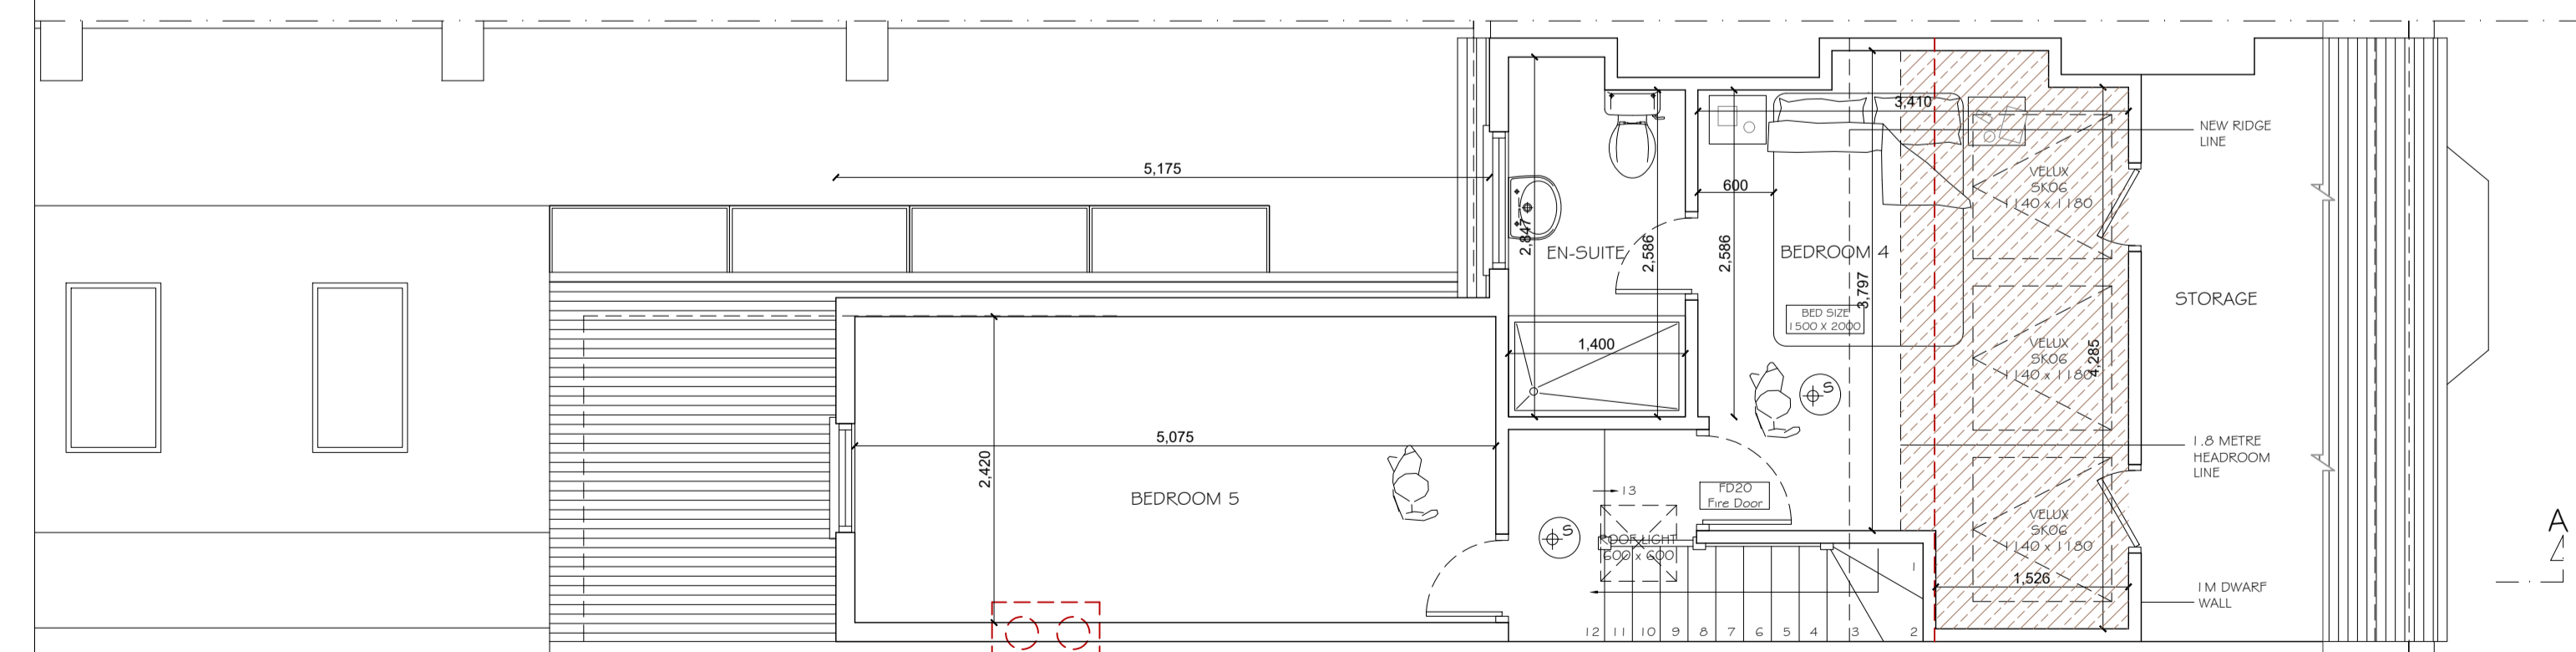 5,175
2,847
EN-SUITE
2,586
1,400
2,586
600
3,410
BEDROOM 4
3,797
BED SIZE
1500 X 2000
VELUX
SK06
1140 x 1180
VELUX
SK06
1140 x 1180
4,285
VELUX
SK06
1140 x 1180
1,526
NEW RIDGE
LINE
STORAGE
1.8 METRE
HEADROOM
LINE
1M DWARF
WALL
A
5,075
2,420
BEDROOM 5
S
S
FD20
Fire Door
13
ROOF LIGHT
600 x 600
12 11 10 9 8 7 6 5 4 3 2
1